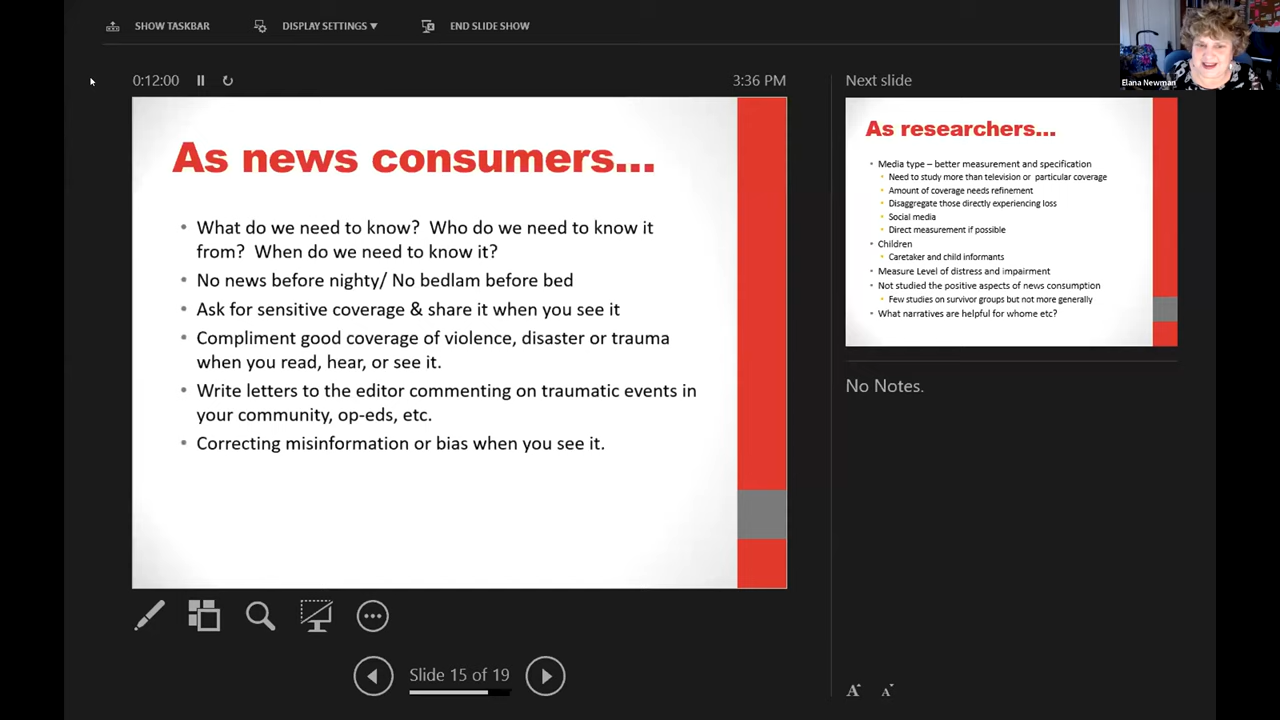 SHOW TASKBAR
DISPLAY SETTINGS
END SLIDE SHOW
Elana Newman
0:12:00
3:36 PM
Next slide
As news consumers...
What do we need to know? Who do we need to know it
from? When do we need to know it?
No news before nighty/ No bedlam before bed
Ask for sensitive coverage & share it when you see it
Compliment good coverage of violence, disaster or trauma
when you read, hear, or see it.
Write letters to the editor commenting on traumatic events in
your community, op-eds, etc.
Correcting misinformation or bias when you see it.
As researchers...
Media type – better measurement and specification
Need to study more than television or particular coverage
Amount of coverage needs refinement
Disaggregate those directly experiencing loss
Social media
Direct measurement if possible
Children
Caretaker and child informants
Measure Level of distress and impairment
Not studied the positive aspects of news consumption
Few studies on survivor groups but not more generally
What narratives are helpful for whome etc?
No Notes.
Slide 15 of 19
A A